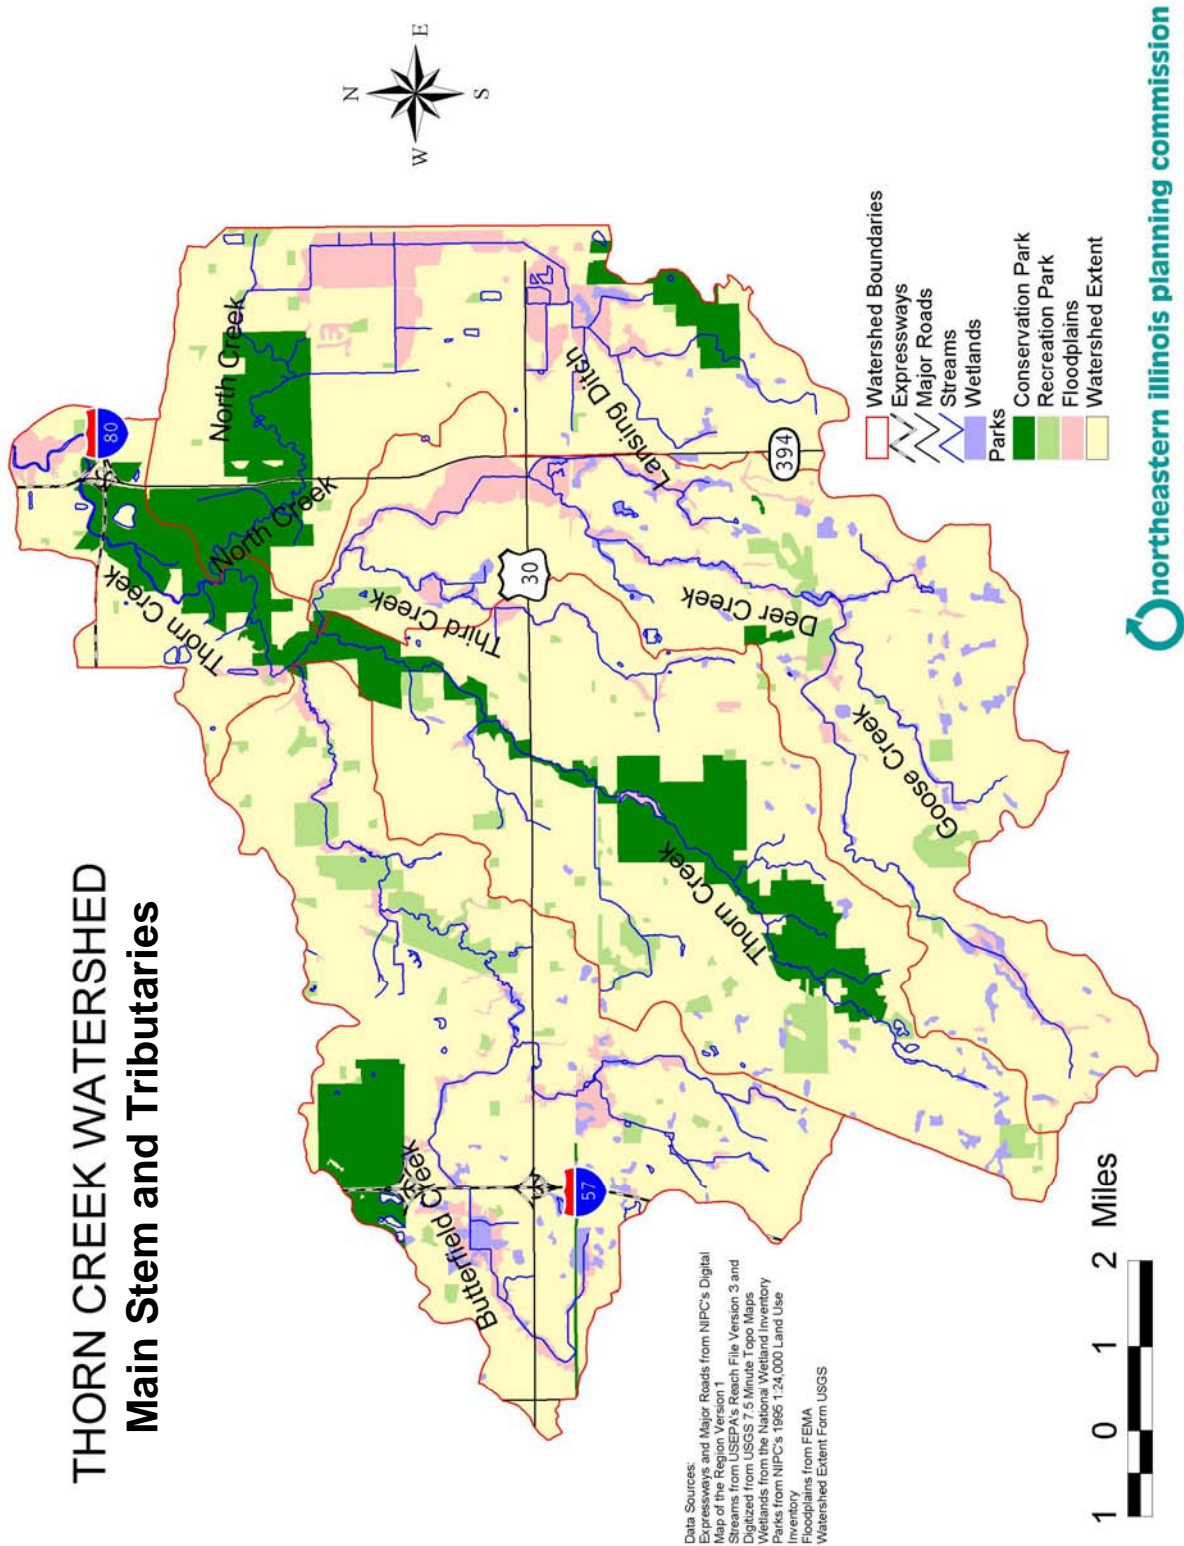 THORN CREEK WATERSHED
Main Stem and Tributaries
N
W
E
S
80
North Creek
North Creek
Thorn Creek
Third Creek
30
Lansing Ditch
394
Deer Creek
Goose Creek
Thorn Creek
Butterfield Creek
57
Watershed Boundaries
Expressways
Major Roads
Streams
Wetlands
Parks
Conservation Park
Recreation Park
Floodplains
Watershed Extent
Data Sources:
Expressways and Major Roads from NIPC's Digital
Map of the Region Version 1
Streams from USEPA's Reach File Version 3 and
Digitized from USGS 7.5 Minute Topo Maps
Wetlands from the National Wetland Inventory
Parks from NIPC's 1995 1:24,000 Land Use
Inventory
Floodplains from FEMA
Watershed Extent Form USGS
1 0 1 2 Miles
northeastern illinois planning commission